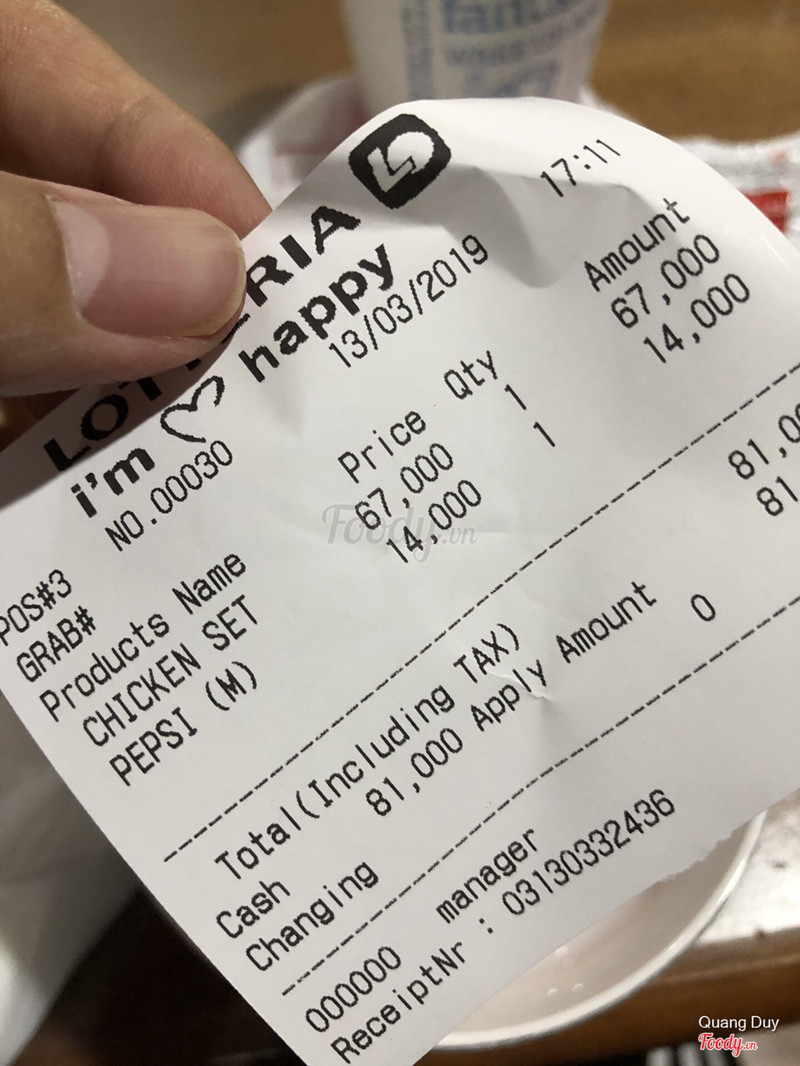 fantas
LOTTERIA
i'm ♡ happy
NO.00030 13/03/2019 17:11
POS#3
GRAB#
Products Name Price Qty Amount
CHICKEN SET 67,000 1 67,000
PEPSI (M) 14,000 1 14,000
Total(Including TAX) 81,00
Cash 81,000 Apply Amount 81
Changing 0
000000 manager
ReceiptNr : 03130332436
Foody.vn
Quang Duy
Foody.vn